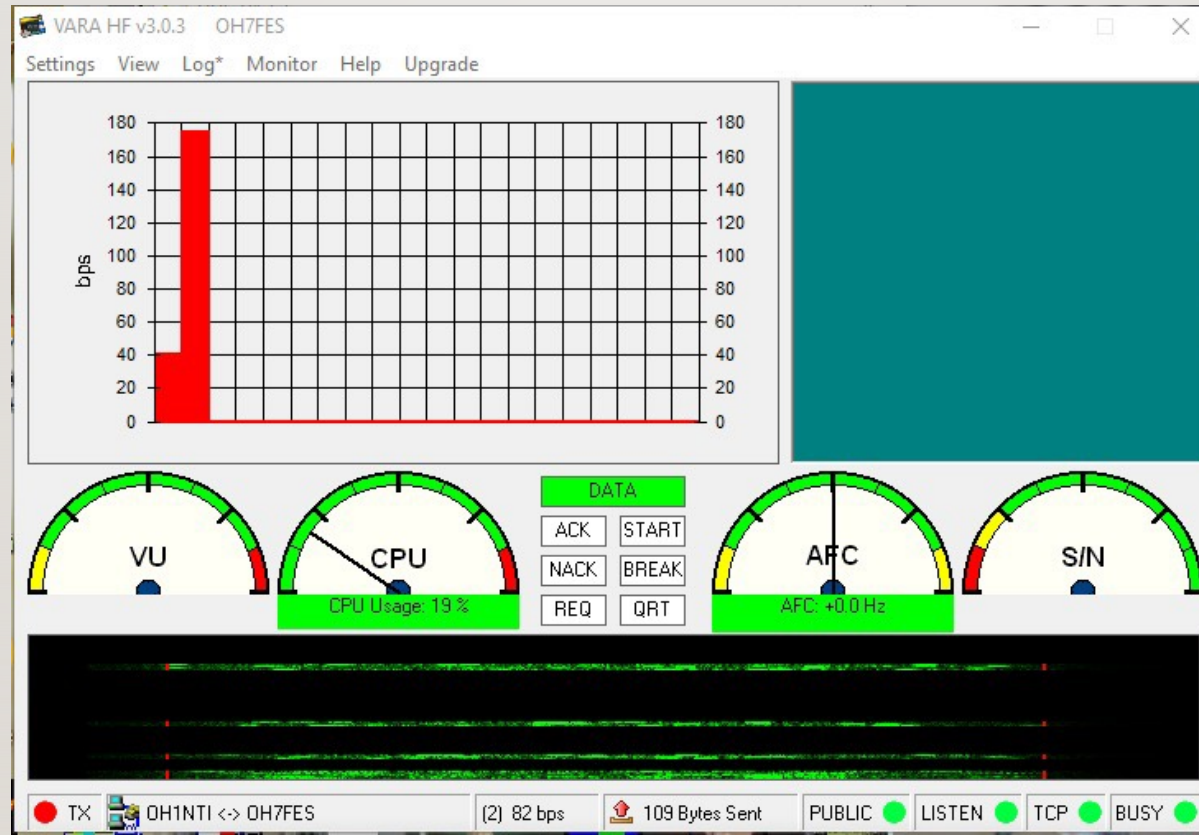 VARA HF v3.0.3 OH7FES
Settings View Log* Monitor Help Upgrade
180 180
160 160
140 140
120 120
100 100
80 80
60 60
40 40
20 20
0 0
bps
DATA
ACK START
NACK BREAK
REQ QRT
VU
CPU
CPU Usage: 19 %
AFC
AFC: +0.0 Hz
S/N
TX OH1NTI <-> OH7FES (2) 82 bps 109 Bytes Sent PUBLIC LISTEN TCP BUSY